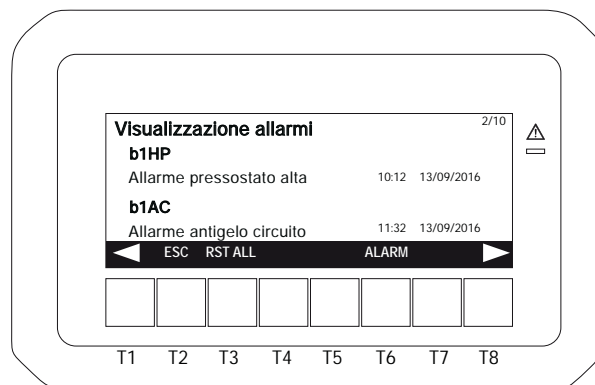 2/10
Visualizzazione allarmi
b1HP
Allarme pressostato alta 10:12 13/09/2016
b1AC
Allarme antigelo circuito 11:32 13/09/2016
ESC RST ALL ALARM
T1 T2 T3 T4 T5 T6 T7 T8